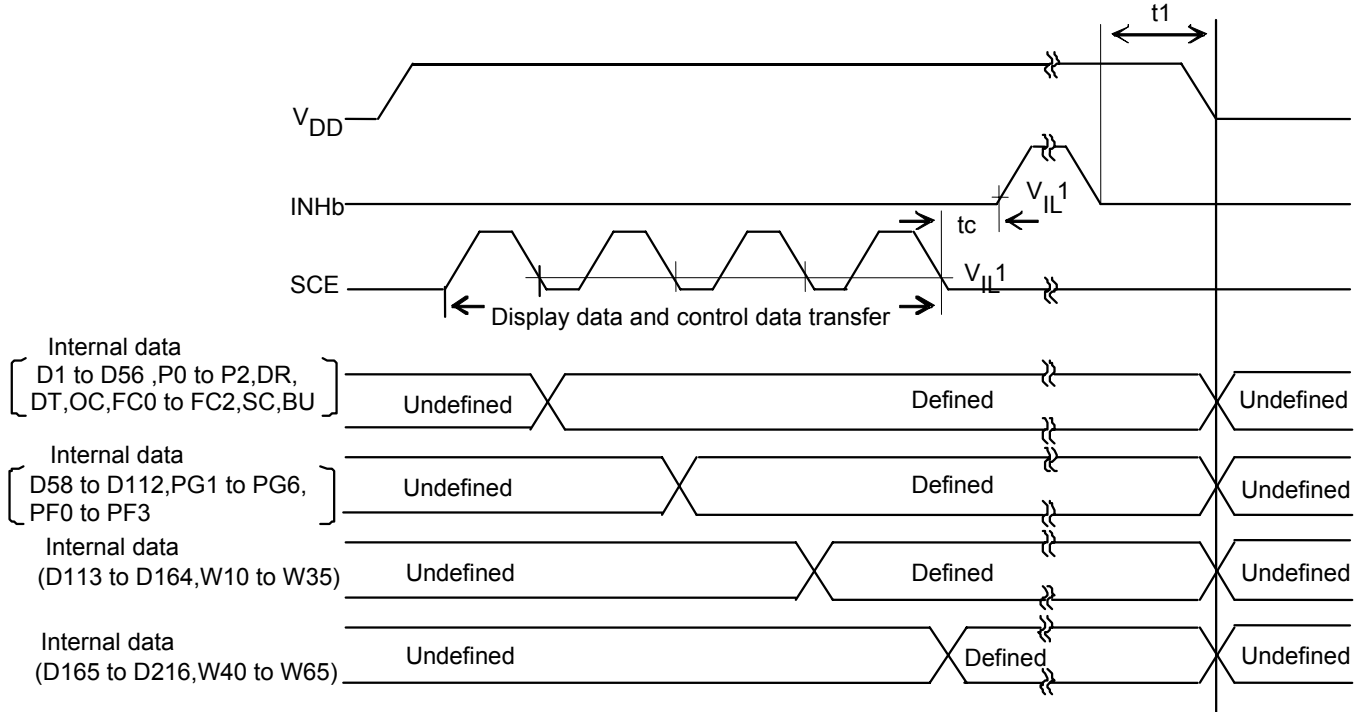 t1
VDD
INHb
VIL1
tc
SCE
VIL1
Display data and control data transfer
Internal data
D1 to D56 ,P0 to P2,DR,
DT,OC,FC0 to FC2,SC,BU
Undefined
Defined
Undefined
Internal data
D58 to D112,PG1 to PG6,
PF0 to PF3
Undefined
Defined
Undefined
Internal data
(D113 to D164,W10 to W35)
Undefined
Defined
Undefined
Internal data
(D165 to D216,W40 to W65)
Undefined
Defined
Undefined